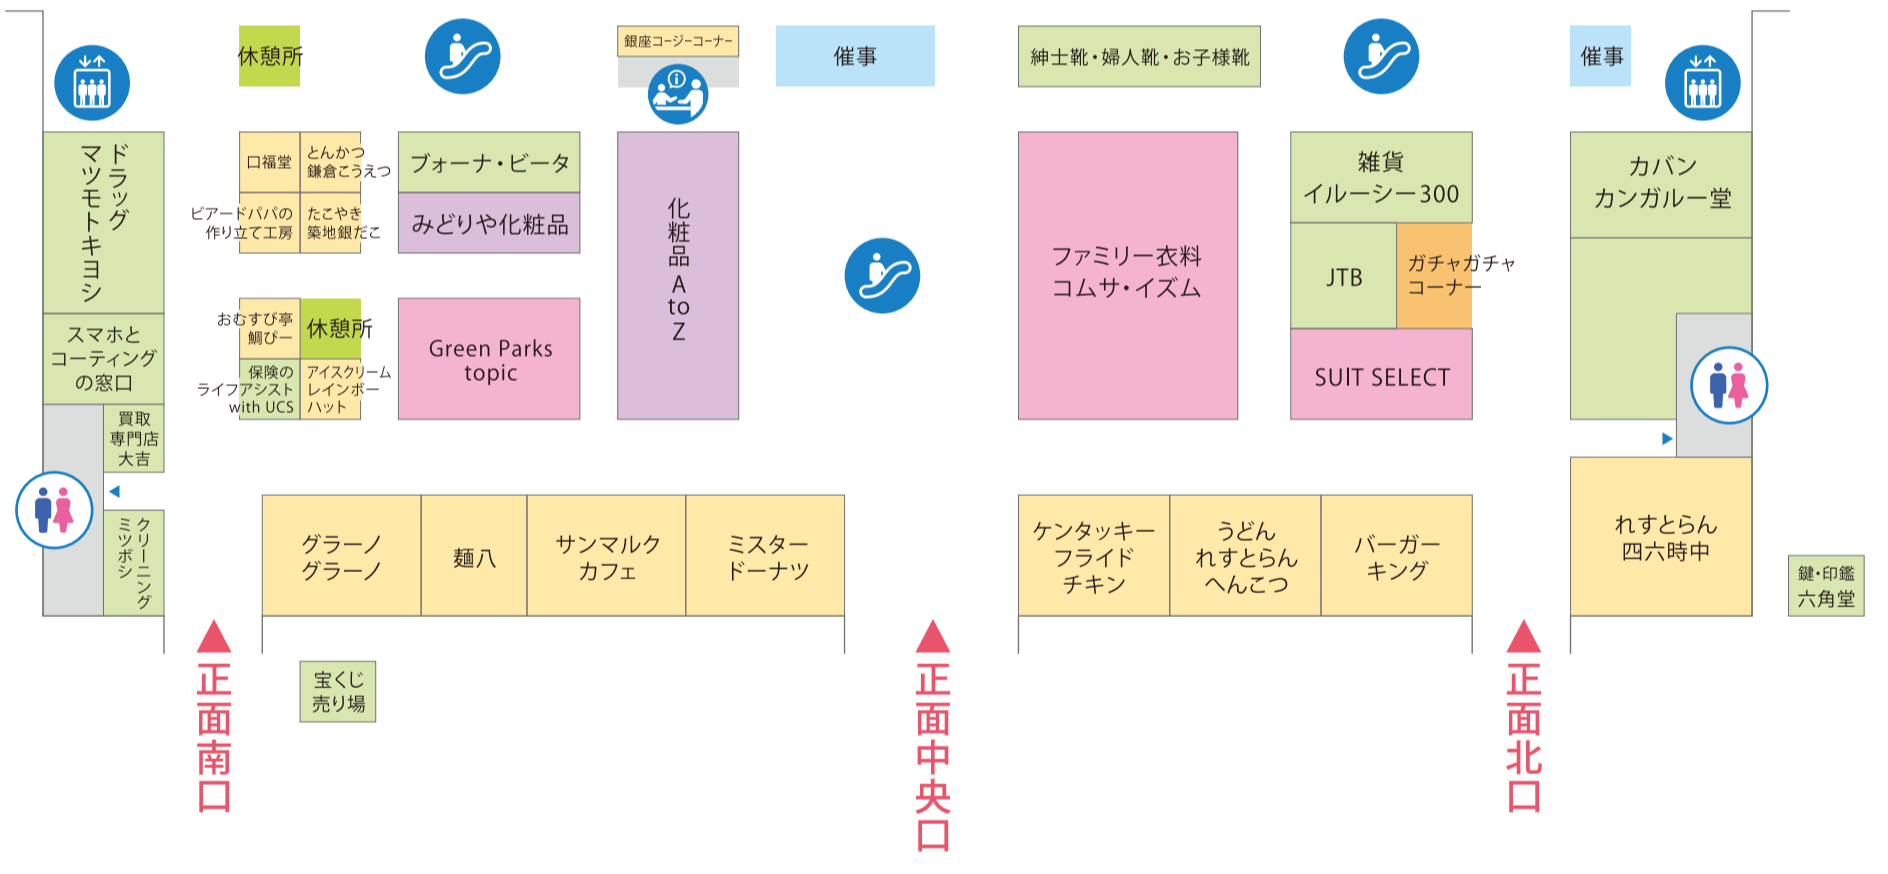 休憩所
銀座コージーコーナー
催事
紳士靴・婦人靴・お子様靴
催事
ドラッグ
マツモトキヨシ
口福堂
とんかつ
鎌倉こうえつ
ビアードパパの
作り立て工房
たこやき
築地銀だこ
ブォーナ・ビータ
みどりや化粧品
化粧品 A to Z
ファミリー衣料
コムサ・イズム
雑貨
イルーシー300
JTB
ガチャガチャ
コーナー
SUIT SELECT
カバン
カンガルー堂
スマホと
コーティング
の窓口
おむすび亭
鯛ぴー
休憩所
保険の
ライフアシスト
with UCS
アイスクリーム
レインボー
ハット
Green Parks
topic
買取
専門店
大吉
クリーニング
ミツボシ
グラーノ
グラーノ
麺八
サンマルク
カフェ
ミスター
ドーナツ
ケンタッキー
フライド
チキン
うどん
れすとらん
へんこつ
バーガー
キング
れすとらん
四六時中
鍵・印鑑
六角堂
宝くじ
売り場
正面南口
正面中央口
正面北口